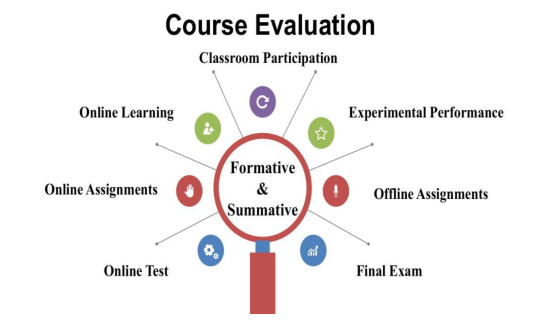 Course Evaluation
Classroom Participation
Online Learning
Experimental Performance
Formative
&
Summative
Online Assignments
Offline Assignments
Online Test
Final Exam